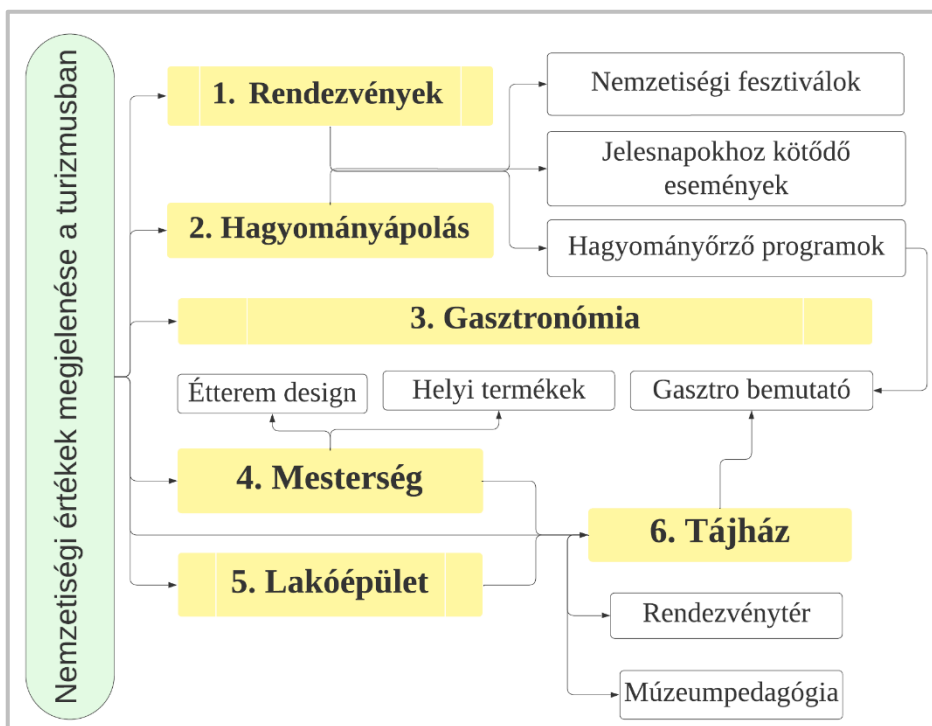 Nemzetiségi értékek megjelenése a turizmusban
1. Rendezvények
Nemzetiségi fesztiválok
Jelesnapokhoz kötődő
események
2. Hagyományápolás
Hagyományőrző programok
3. Gasztronómia
Étterem design
Helyi termékek
Gasztro bemutató
4. Mesterség
6. Tájház
5. Lakóépület
Rendezvénytér
Múzeumpedagógia